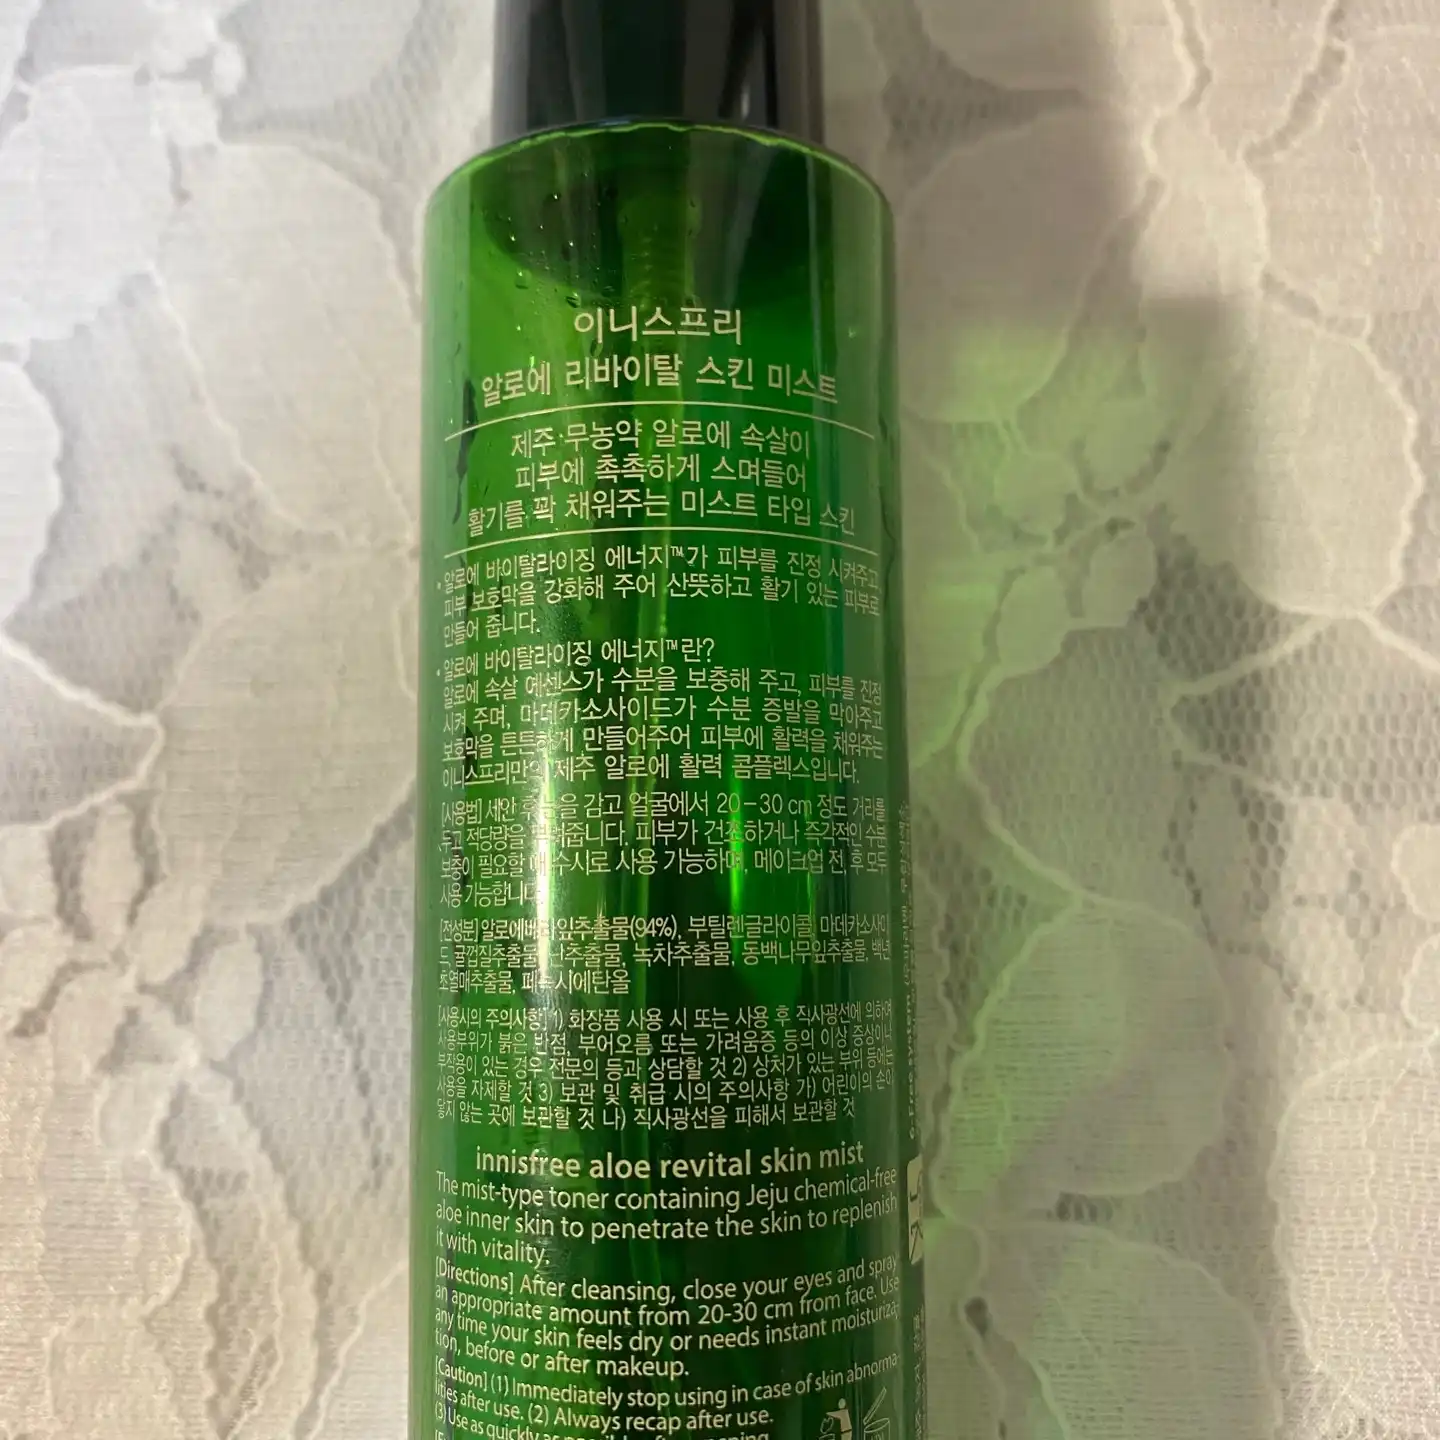 이니스프리
알로에 리바이탈 스킨 미스트
제주 무농약 알로에 속살이
피부에 촉촉하게 스며들어
활기를 꽉 채워주는 미스트 타입 스킨
• 알로에 바이탈라이징 에너지™가 피부를 진정 시켜주고,
피부 보호막을 강화해 주어 산뜻하고 활기 있는 피부로
만들어 줍니다.
• 알로에 바이탈라이징 에너지™란?
알로에 속살 에센스가 수분을 보충해 주고, 피부를 진정
시켜 주며, 마데카소사이드가 수분 증발을 막아주고
보호막을 튼튼하게 만들어주어 피부에 활력을 채워주는
이니스프리만의 제주 알로에 활력 콤플렉스입니다.
[사용법] 세안 후 눈을 감고 얼굴에서 20-30 cm 정도 거리를
두고 적당량을 뿌려줍니다. 피부가 건조하거나 즉각적인 수분
보충이 필요할 때 수시로 사용 가능하며, 메이크업 전, 후 모두
사용 가능합니다.
[전성분] 알로에베라잎추출물(94%), 부틸렌글라이콜, 마데카소사이
드, 귤껍질추출물, 난추출물, 녹차추출물, 동백나무잎추출물, 백년
초열매추출물, 페녹시에탄올
[사용시의 주의사항] 1) 화장품 사용 시 또는 사용 후 직사광선에 의하여
사용부위가 붉은 반점, 부어오름 또는 가려움증 등의 이상 증상이나
부작용이 있는 경우 전문의 등과 상담할 것 2) 상처가 있는 부위 등에는
사용을 자제할 것 3) 보관 및 취급 시의 주의사항 가) 어린이의 손이
닿지 않는 곳에 보관할 것 나) 직사광선을 피해서 보관할 것
innisfree aloe revital skin mist
The mist-type toner containing Jeju chemical-free
aloe inner skin to penetrate the skin to replenish
it with vitality.
[Directions] After cleansing, close your eyes and spray
an appropriate amount from 20-30 cm from face. Use
any time your skin feels dry or needs instant moisturiza-
tion, before or after makeup.
[Caution] (1) Immediately stop using in case of skin abnorma-
lities after use. (2) Always recap after use.
(3) Use as quickly as
6-Free system